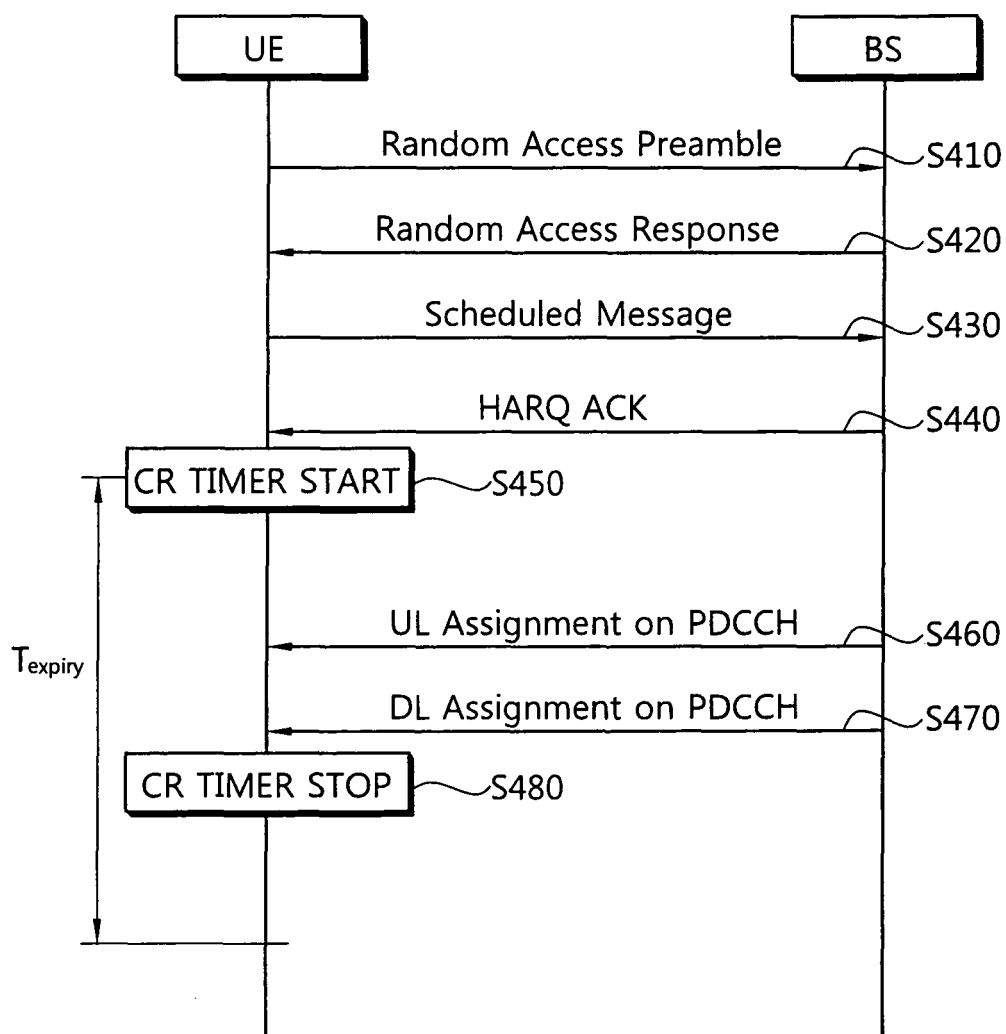 UE
BS
Random Access Preamble
S410
Random Access Response
S420
Scheduled Message
S430
HARQ ACK
S440
CR TIMER START
S450
UL Assignment on PDCCH
S460
Texpiry
DL Assignment on PDCCH
S470
CR TIMER STOP
S480